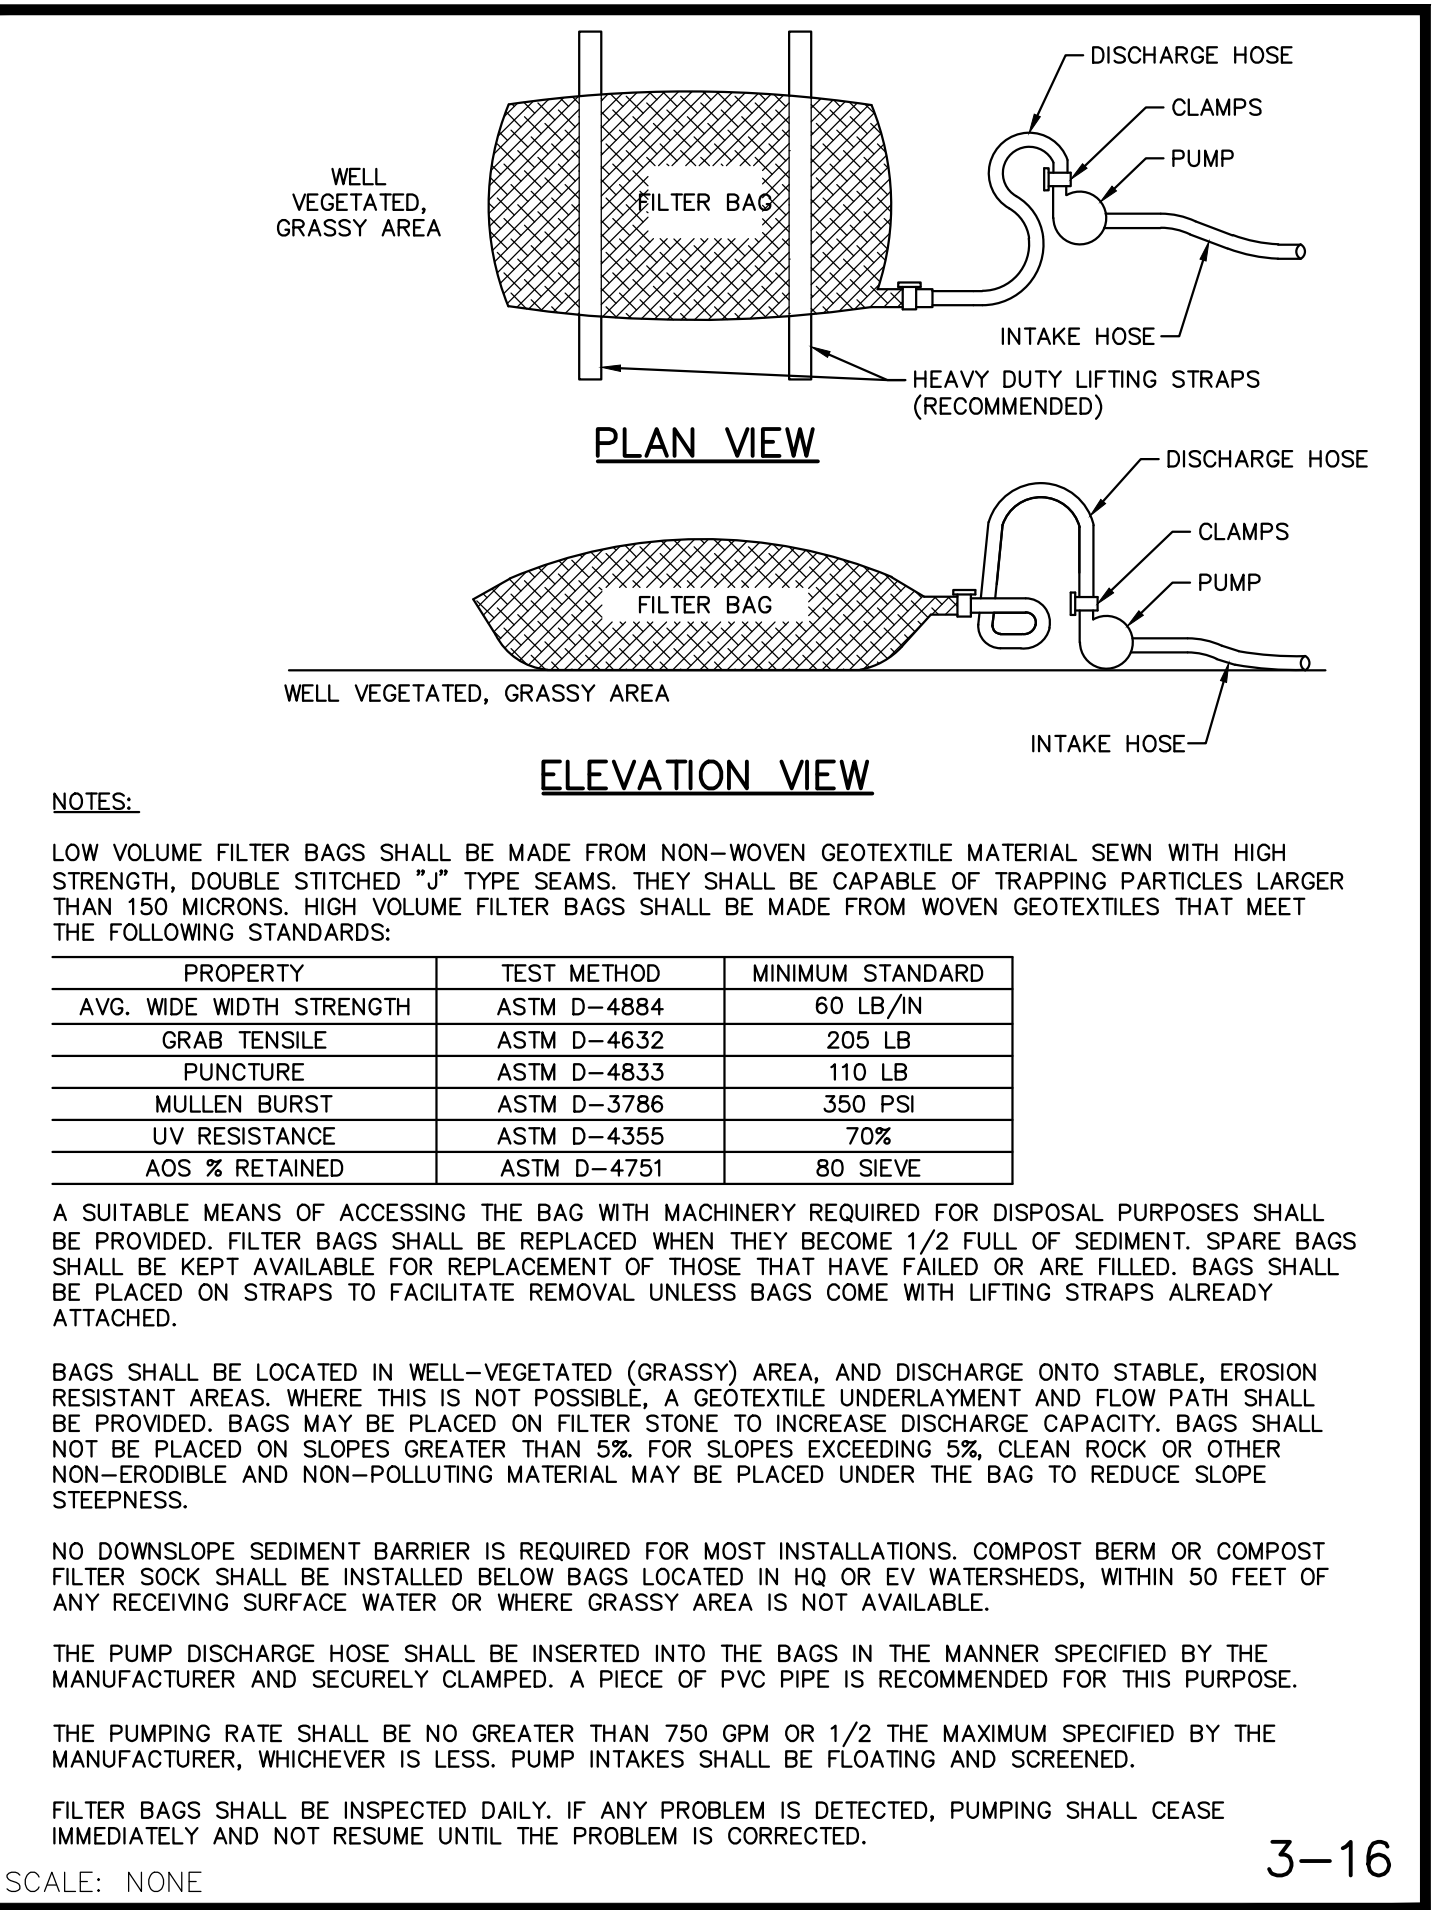 DISCHARGE HOSE
CLAMPS
PUMP
WELL
VEGETATED,
GRASSY AREA
FILTER BAG
INTAKE HOSE
HEAVY DUTY LIFTING STRAPS
(RECOMMENDED)
PLAN VIEW
DISCHARGE HOSE
CLAMPS
PUMP
FILTER BAG
WELL VEGETATED, GRASSY AREA
INTAKE HOSE
ELEVATION VIEW
NOTES:
LOW VOLUME FILTER BAGS SHALL BE MADE FROM NON-WOVEN GEOTEXTILE MATERIAL SEWN WITH HIGH
STRENGTH, DOUBLE STITCHED "J" TYPE SEAMS. THEY SHALL BE CAPABLE OF TRAPPING PARTICLES LARGER
THAN 150 MICRONS. HIGH VOLUME FILTER BAGS SHALL BE MADE FROM WOVEN GEOTEXTILES THAT MEET
THE FOLLOWING STANDARDS:
PROPERTY TEST METHOD MINIMUM STANDARD
AVG. WIDE WIDTH STRENGTH ASTM D-4884 60 LB/IN
GRAB TENSILE ASTM D-4632 205 LB
PUNCTURE ASTM D-4833 110 LB
MULLEN BURST ASTM D-3786 350 PSI
UV RESISTANCE ASTM D-4355 70%
AOS % RETAINED ASTM D-4751 80 SIEVE
A SUITABLE MEANS OF ACCESSING THE BAG WITH MACHINERY REQUIRED FOR DISPOSAL PURPOSES SHALL
BE PROVIDED. FILTER BAGS SHALL BE REPLACED WHEN THEY BECOME 1/2 FULL OF SEDIMENT. SPARE BAGS
SHALL BE KEPT AVAILABLE FOR REPLACEMENT OF THOSE THAT HAVE FAILED OR ARE FILLED. BAGS SHALL
BE PLACED ON STRAPS TO FACILITATE REMOVAL UNLESS BAGS COME WITH LIFTING STRAPS ALREADY
ATTACHED.
BAGS SHALL BE LOCATED IN WELL-VEGETATED (GRASSY) AREA, AND DISCHARGE ONTO STABLE, EROSION
RESISTANT AREAS. WHERE THIS IS NOT POSSIBLE, A GEOTEXTILE UNDERLAYMENT AND FLOW PATH SHALL
BE PROVIDED. BAGS MAY BE PLACED ON FILTER STONE TO INCREASE DISCHARGE CAPACITY. BAGS SHALL
NOT BE PLACED ON SLOPES GREATER THAN 5%. FOR SLOPES EXCEEDING 5%, CLEAN ROCK OR OTHER
NON-ERODIBLE AND NON-POLLUTING MATERIAL MAY BE PLACED UNDER THE BAG TO REDUCE SLOPE
STEEPNESS.
NO DOWNSLOPE SEDIMENT BARRIER IS REQUIRED FOR MOST INSTALLATIONS. COMPOST BERM OR COMPOST
FILTER SOCK SHALL BE INSTALLED BELOW BAGS LOCATED IN HQ OR EV WATERSHEDS, WITHIN 50 FEET OF
ANY RECEIVING SURFACE WATER OR WHERE GRASSY AREA IS NOT AVAILABLE.
THE PUMP DISCHARGE HOSE SHALL BE INSERTED INTO THE BAGS IN THE MANNER SPECIFIED BY THE
MANUFACTURER AND SECURELY CLAMPED. A PIECE OF PVC PIPE IS RECOMMENDED FOR THIS PURPOSE.
THE PUMPING RATE SHALL BE NO GREATER THAN 750 GPM OR 1/2 THE MAXIMUM SPECIFIED BY THE
MANUFACTURER, WHICHEVER IS LESS. PUMP INTAKES SHALL BE FLOATING AND SCREENED.
FILTER BAGS SHALL BE INSPECTED DAILY. IF ANY PROBLEM IS DETECTED, PUMPING SHALL CEASE
IMMEDIATELY AND NOT RESUME UNTIL THE PROBLEM IS CORRECTED.
3-16
SCALE: NONE